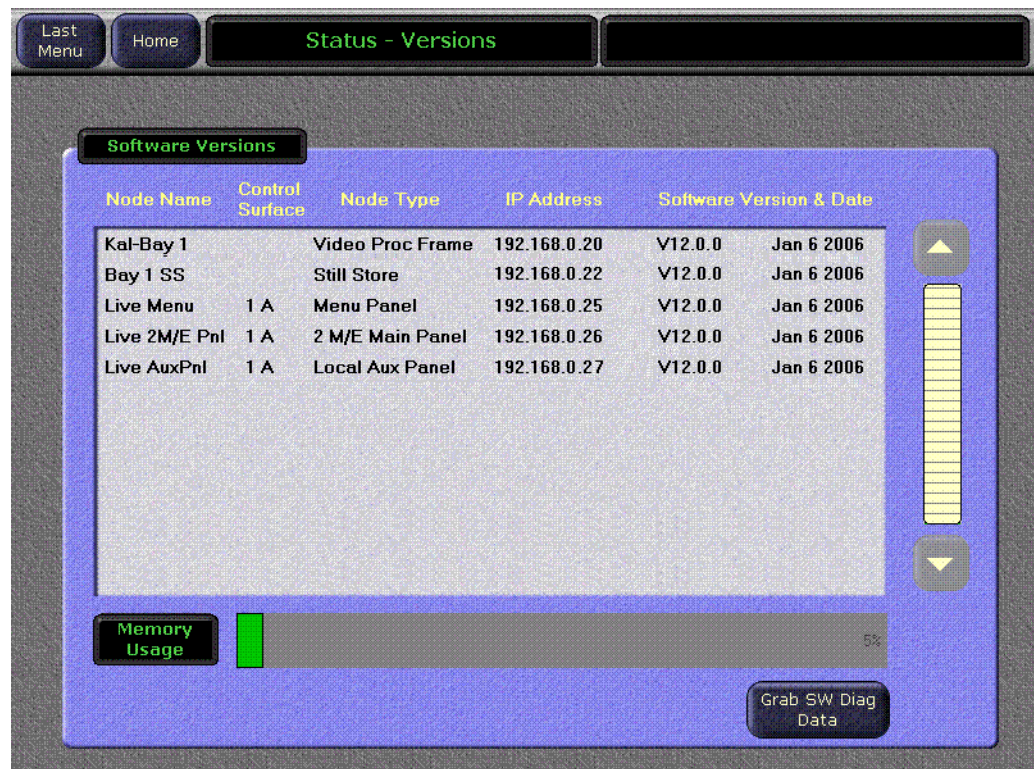 Last Menu Home Status - Versions
Software Versions
Node Name Control Surface Node Type IP Address Software Version & Date
Kal-Bay 1 Video Proc Frame 192.168.0.20 V12.0.0 Jan 6 2006
Bay 1 SS Still Store 192.168.0.22 V12.0.0 Jan 6 2006
Live Menu 1 A Menu Panel 192.168.0.25 V12.0.0 Jan 6 2006
Live 2M/E Pnl 1 A 2 M/E Main Panel 192.168.0.26 V12.0.0 Jan 6 2006
Live AuxPnl 1 A Local Aux Panel 192.168.0.27 V12.0.0 Jan 6 2006
Memory Usage 5%
Grab SW Diag Data